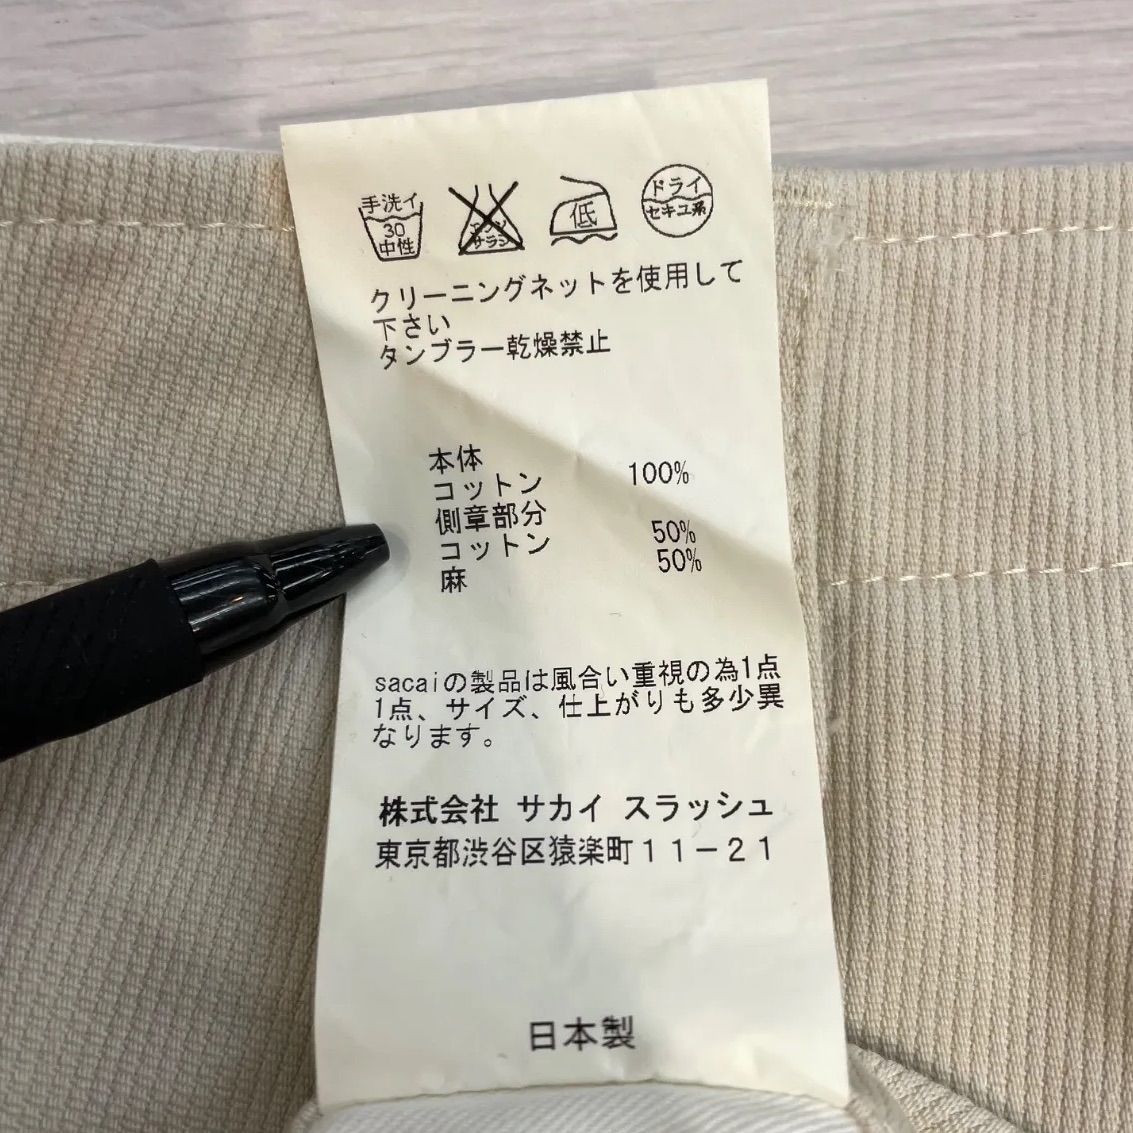 手洗イ
30
中性
エンソ
サラシ
低
ドライ
セキユ系
クリーニングネットを使用して
下さい
タンブラー乾燥禁止
本体
コットン 100%
側章部分
コットン 50%
麻 50%
sacaiの製品は風合い重視の為1点
1点、サイズ、仕上がりも多少異
なります。
株式会社 サカイ スラッシュ
東京都渋谷区猿楽町11-21
日本製